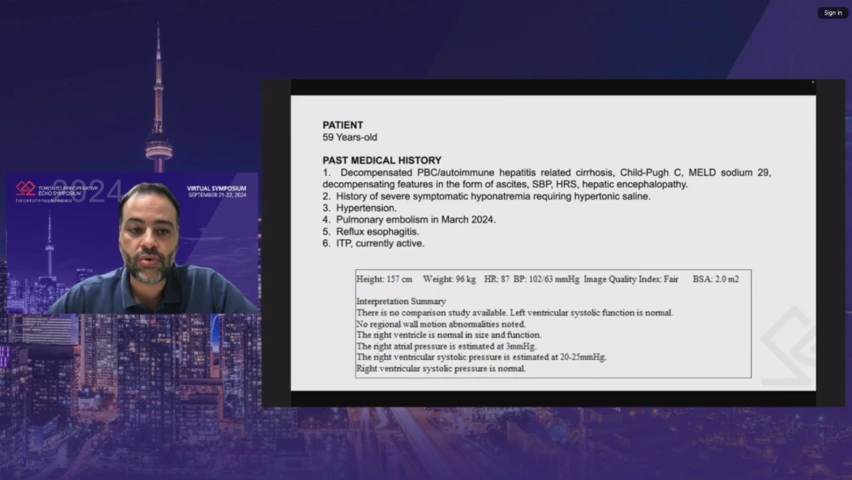 Sign in
PATIENT
59 Years-old
PAST MEDICAL HISTORY
1. Decompensated PBC/autoimmune hepatitis related cirrhosis, Child-Pugh C, MELD sodium 29,
decompensating features in the form of ascites, SBP, HRS, hepatic encephalopathy.
2. History of severe symptomatic hyponatremia requiring hypertonic saline.
3. Hypertension.
4. Pulmonary embolism in March 2024.
5. Reflux esophagitis.
6. ITP, currently active.
Height: 157 cm Weight: 96 kg HR: 87 BP: 102/63 mmHg Image Quality Index: Fair BSA: 2.0 m2
Interpretation Summary
There is no comparison study available. Left ventricular systolic function is normal.
No regional wall motion abnormalities noted.
The right ventricle is normal in size and function.
The right atrial pressure is estimated at 3mmHg.
The right ventricular systolic pressure is estimated at 20-25mmHg.
Right ventricular systolic pressure is normal.
TORONTO PERIOPERATIVE
ECHO SYMPOSIUM
2024
VIRTUAL SYMPOSIUM
SEPTEMBER 21-22, 2024